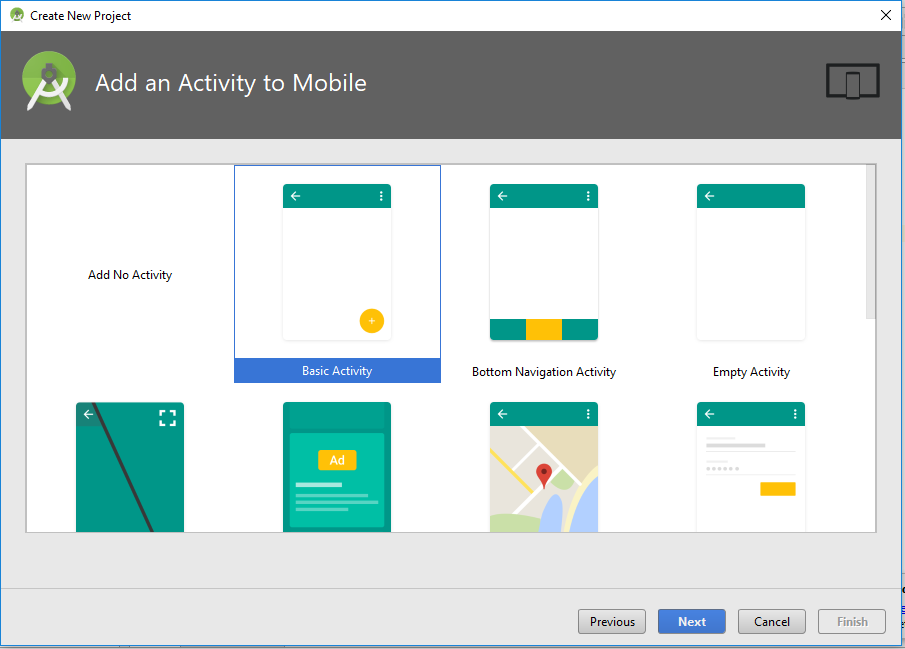 Create New Project
Add an Activity to Mobile
Add No Activity
Basic Activity
Bottom Navigation Activity
Empty Activity
Ad
Previous
Next
Cancel
Finish